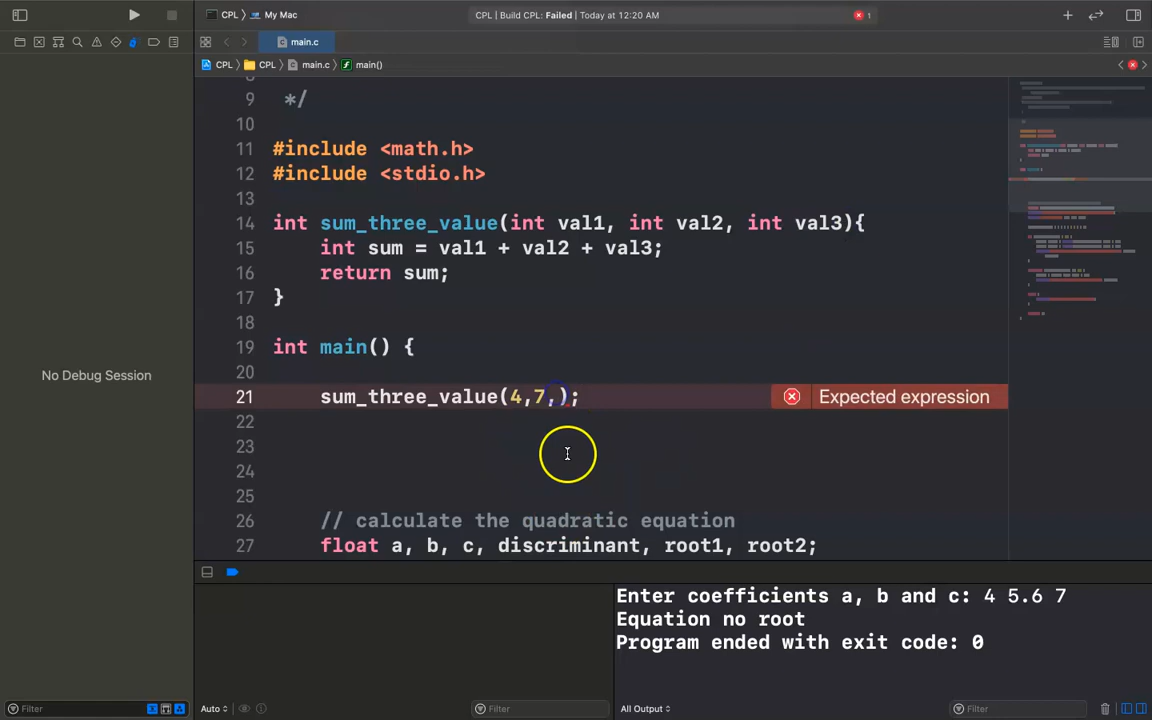 CPL
My Mac
CPL | Build CPL: Failed | Today at 12:20 AM
1
main.c
CPL
CPL
main.c
main()
9 */
10
11 #include <math.h>
12 #include <stdio.h>
13
14 int sum_three_value(int val1, int val2, int val3){
15 int sum = val1 + val2 + val3;
16 return sum;
17 }
18
19 int main() {
20
21 sum_three_value(4,7,); Expected expression
22
23
24
25
26 // calculate the quadratic equation
27 float a, b, c, discriminant, root1, root2;
No Debug Session
Enter coefficients a, b and c: 4 5.6 7
Equation no root
Program ended with exit code: 0
Filter
Auto
Filter
All Output
Filter